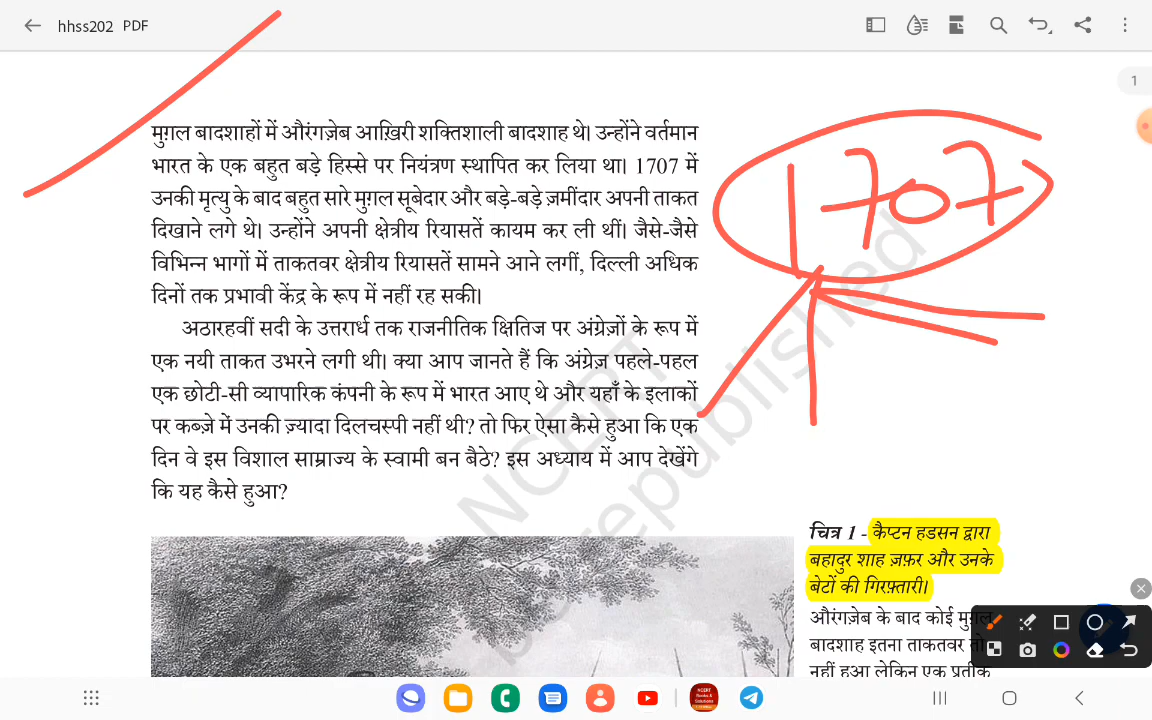 hhss202 PDF
1
मुग़ल बादशाहों में औरंगज़ेब आख़िरी शक्तिशाली बादशाह थे। उन्होंने वर्तमान
भारत के एक बहुत बड़े हिस्से पर नियंत्रण स्थापित कर लिया था। 1707 में
उनकी मृत्यु के बाद बहुत सारे मुग़ल सूबेदार और बड़े-बड़े ज़मींदार अपनी ताकत
दिखाने लगे थे। उन्होंने अपनी क्षेत्रीय रियासतें कायम कर ली थीं। जैसे-जैसे
विभिन्न भागों में ताकतवर क्षेत्रीय रियासतें सामने आने लगीं, दिल्ली अधिक
दिनों तक प्रभावी केंद्र के रूप में नहीं रह सकी।
अठारहवीं सदी के उत्तरार्ध तक राजनीतिक क्षितिज पर अंग्रेज़ों के रूप में
एक नयी ताकत उभरने लगी थी। क्या आप जानते हैं कि अंग्रेज़ पहले-पहल
एक छोटी-सी व्यापारिक कंपनी के रूप में भारत आए थे और यहाँ के इलाकों
पर कब्ज़े में उनकी ज़्यादा दिलचस्पी नहीं थी? तो फिर ऐसा कैसे हुआ कि एक
दिन वे इस विशाल साम्राज्य के स्वामी बन बैठे? इस अध्याय में आप देखेंगे
कि यह कैसे हुआ?
1707
चित्र 1 - कैप्टन हडसन द्वारा
बहादुर शाह ज़फ़र और उनके
बेटों की गिरफ़्तारी।
औरंगज़ेब के बाद कोई मुग़ल
बादशाह इतना ताकतवर तो
नहीं हुआ लेकिन एक प्रतीक
NCERT
republished